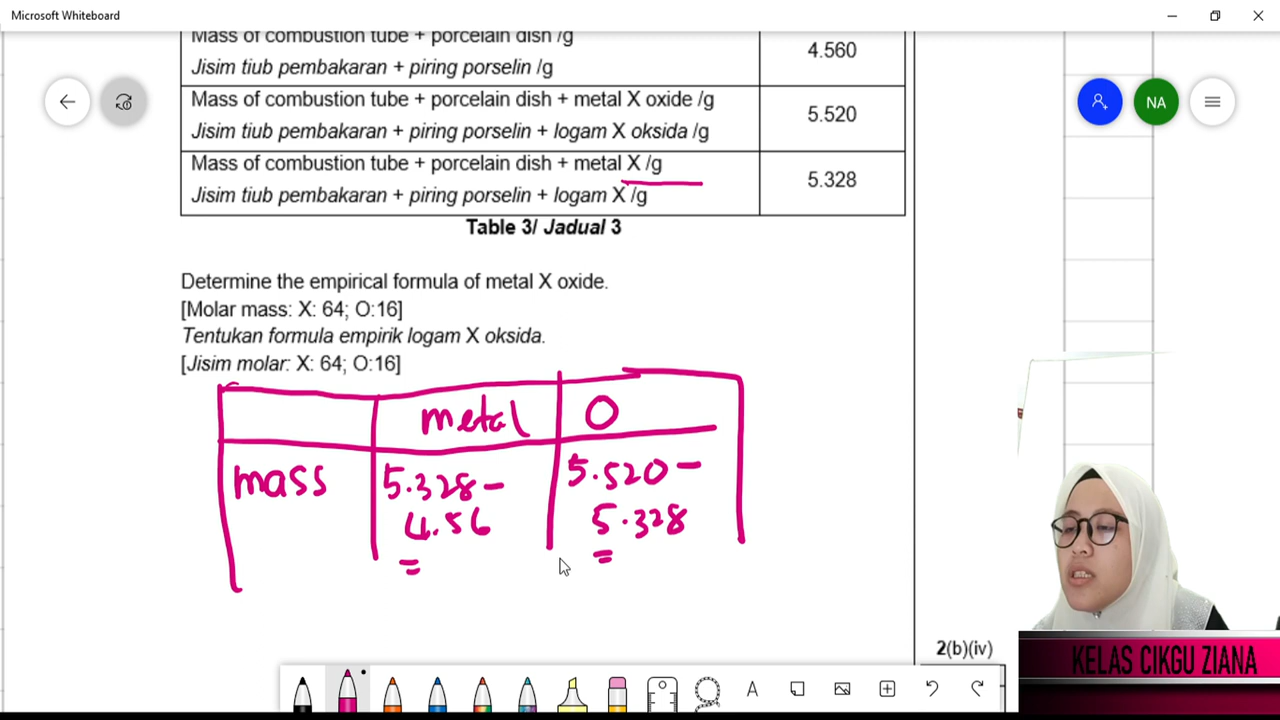 Microsoft Whiteboard
Mass of combustion tube + porcelain dish /g
Jisim tiub pembakaran + piring porselin /g
4.560
Mass of combustion tube + porcelain dish + metal X oxide /g
Jisim tiub pembakaran + piring porselin + logam X oksida /g
5.520
Mass of combustion tube + porcelain dish + metal X /g
Jisim tiub pembakaran + piring porselin + logam X /g
5.328
Table 3/ Jadual 3
Determine the empirical formula of metal X oxide.
[Molar mass: X: 64; O:16]
Tentukan formula empirik logam X oksida.
[Jisim molar: X: 64; O:16]
metal O
mass 5.328 - 5.520 -
4.56 5.328
= =
NA
2(b)(iv)
KELAS CIKGU ZIANA
A